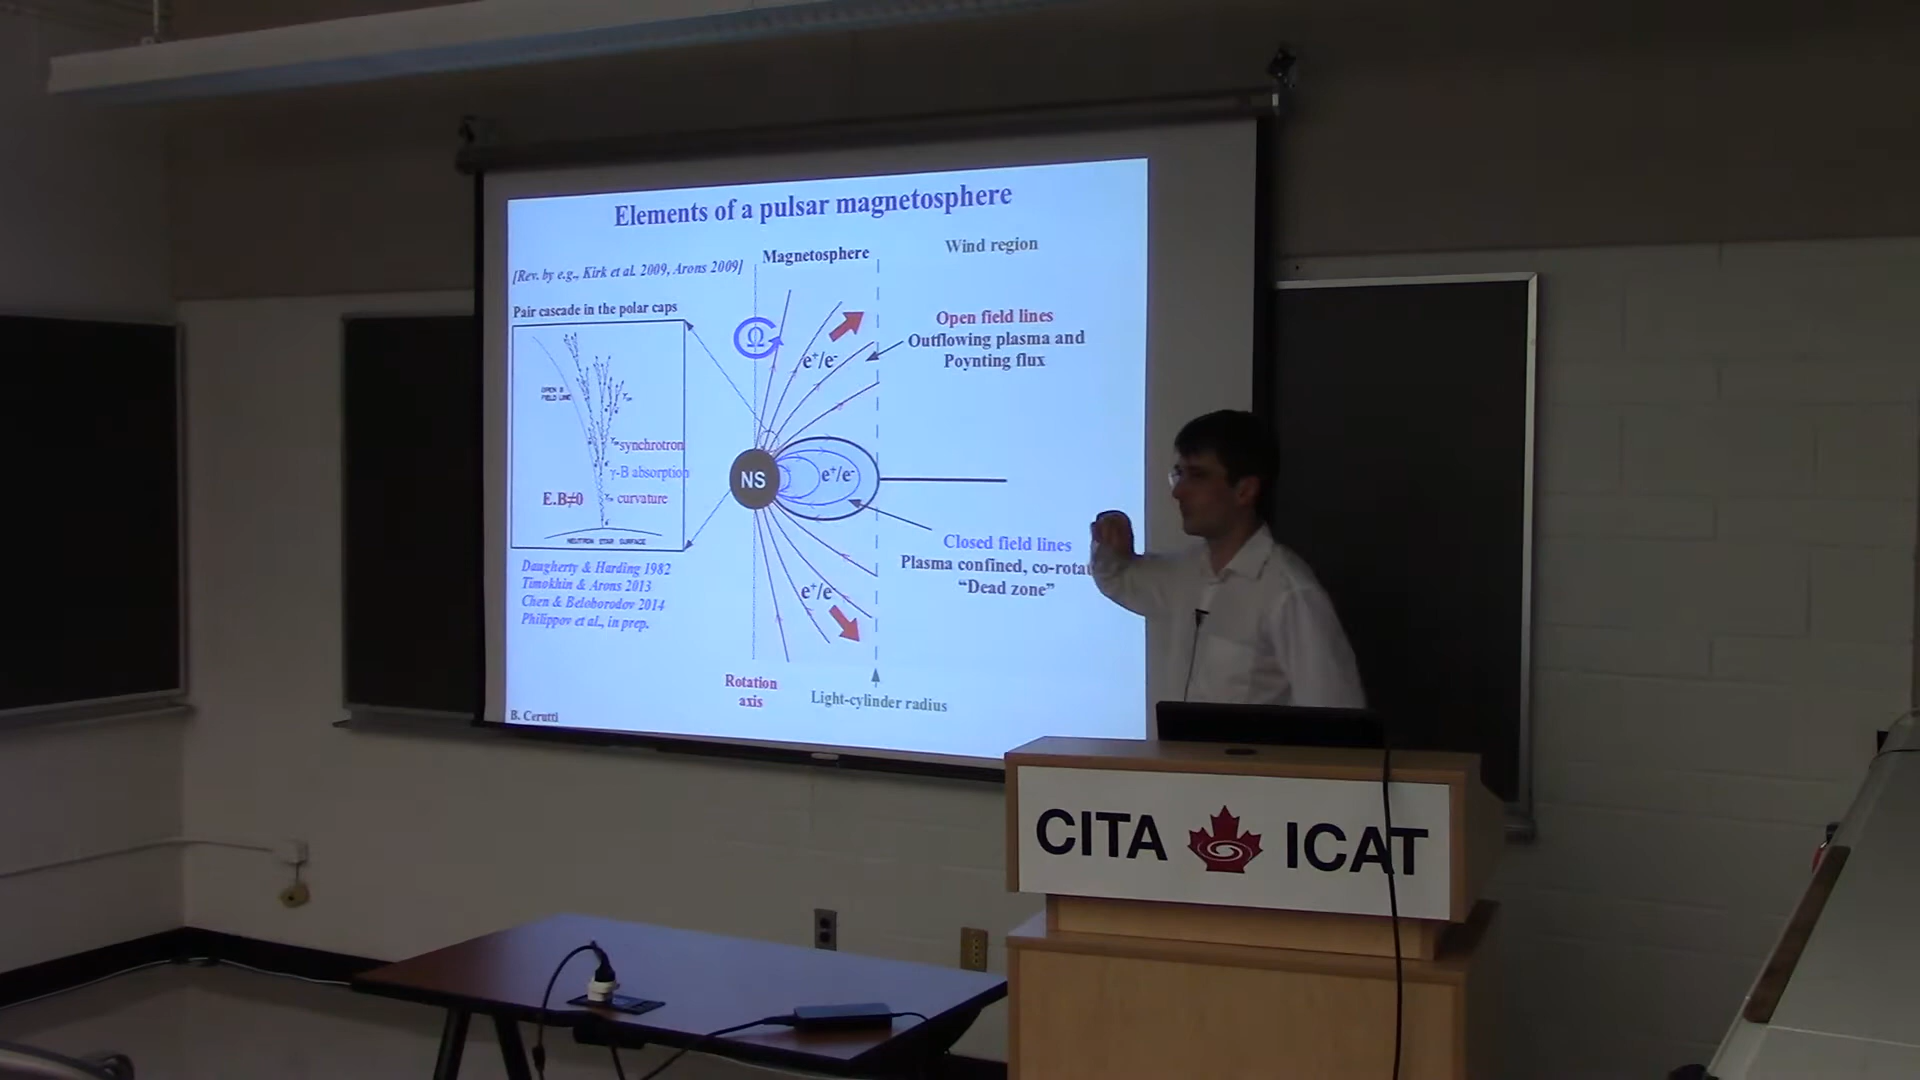 Elements of a pulsar magnetosphere
[Rev. by e.g., Kirk et al. 2009, Arons 2009]
Magnetosphere
Wind region
Pair cascade in the polar caps
OPEN B
FIELD LINE
synchrotron
γ-B absorption
curvature
E.B≠0
NEUTRON STAR SURFACE
Daugherty & Harding 1982
Timokhin & Arons 2013
Chen & Beloborodov 2014
Philippov et al., in prep.
Ω
e⁺/e⁻
NS
e⁺/e⁻
e⁺/e⁻
Open field lines
Outflowing plasma and
Poynting flux
Closed field lines
Plasma confined,
"Dead zone"
Rotation
axis
Light-cylinder radius
B. Cerutti
CITA ICAT